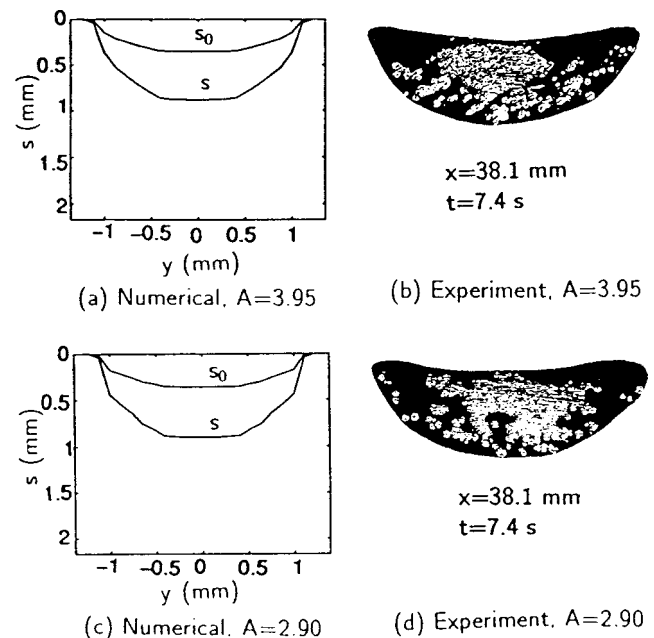 0
0.5
1
1.5
2
s (mm)
s₀
s
−1 −0.5 0 0.5 1
y (mm)
(a) Numerical, A=3.95
x=38.1 mm
t=7.4 s
(b) Experiment, A=3.95
0
0.5
1
1.5
2
s (mm)
s₀
s
−1 −0.5 0 0.5 1
y (mm)
(c) Numerical, A=2.90
x=38.1 mm
t=7.4 s
(d) Experiment, A=2.90